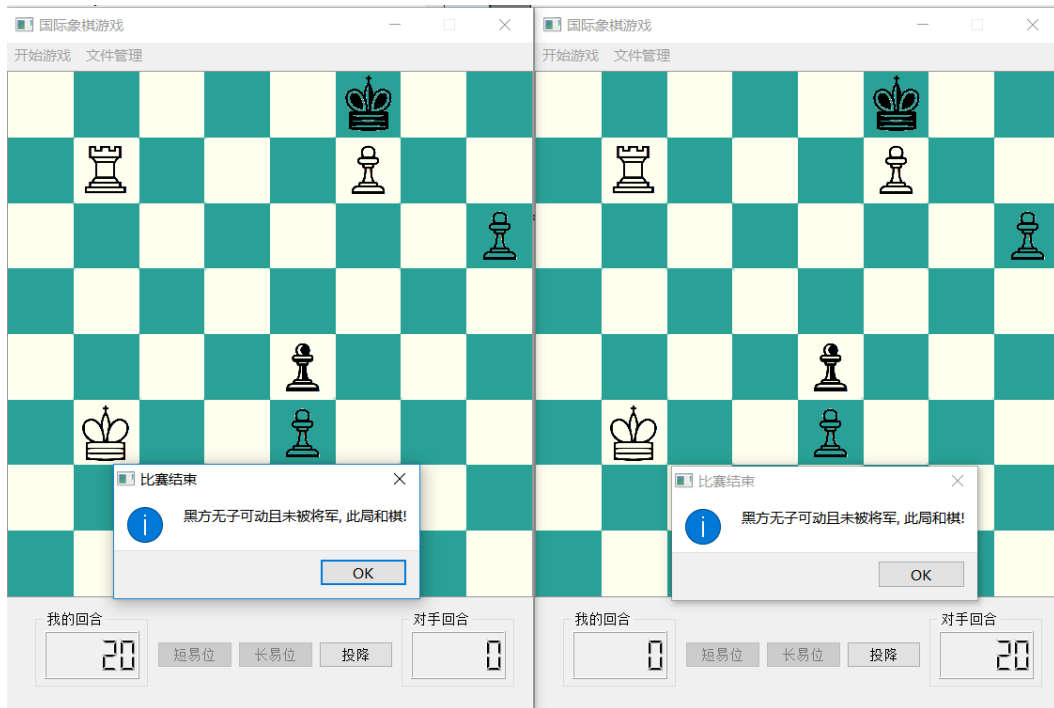 国际象棋游戏
开始游戏 文件管理
比赛结束
黑方无子可动且未被将军, 此局和棋!
OK
我的回合
20
短易位
长易位
投降
对手回合
0
国际象棋游戏
开始游戏 文件管理
比赛结束
黑方无子可动且未被将军, 此局和棋!
OK
我的回合
0
短易位
长易位
投降
对手回合
20